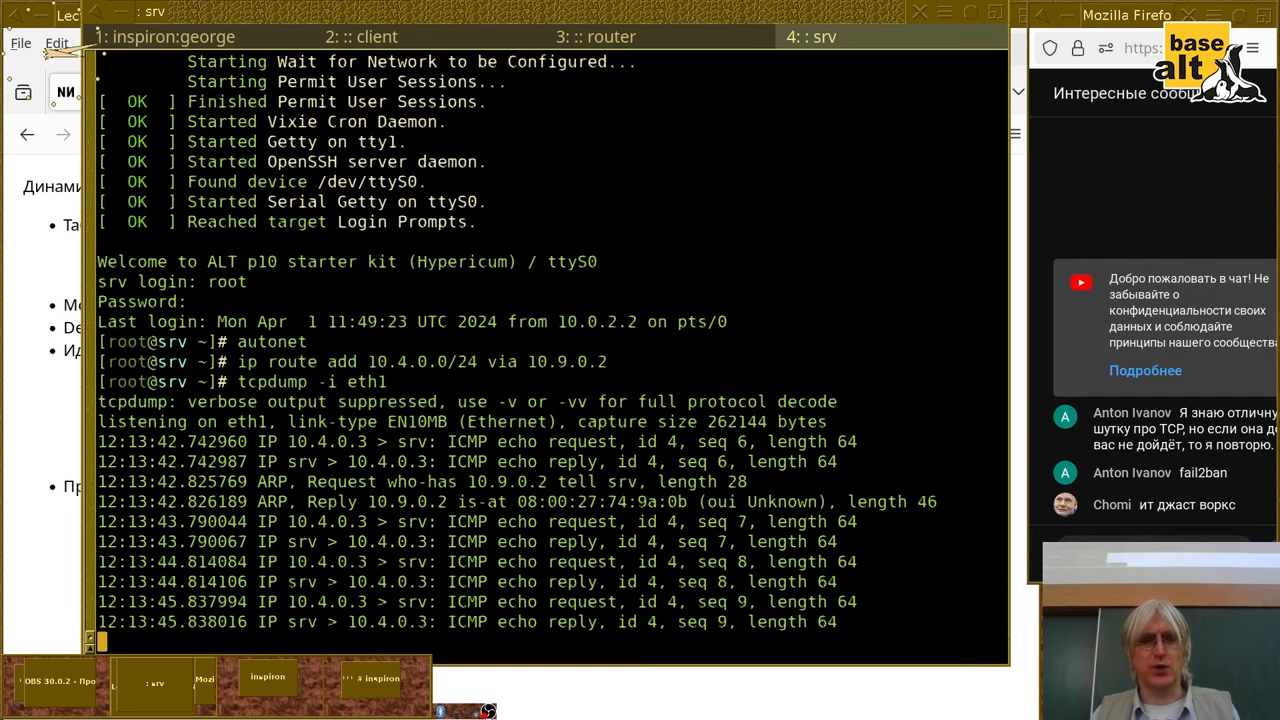 Lec
: srv
Mozilla Firefo
1: inspiron:george
2: :: client
3: :: router
4: : srv
File
Edit
https:
base
alt
Интересные сообщ
Динами
Та
Мо
De
Ид
Пр
Starting Wait for Network to be Configured...
Starting Permit User Sessions...
[  OK  ] Finished Permit User Sessions.
[  OK  ] Started Vixie Cron Daemon.
[  OK  ] Started Getty on tty1.
[  OK  ] Started OpenSSH server daemon.
[  OK  ] Found device /dev/ttyS0.
[  OK  ] Started Serial Getty on ttyS0.
[  OK  ] Reached target Login Prompts.
Welcome to ALT p10 starter kit (Hypericum) / ttyS0
srv login: root
Password:
Last login: Mon Apr  1 11:49:23 UTC 2024 from 10.0.2.2 on pts/0
[root@srv ~]# autonet
[root@srv ~]# ip route add 10.4.0.0/24 via 10.9.0.2
[root@srv ~]# tcpdump -i eth1
tcpdump: verbose output suppressed, use -v or -vv for full protocol decode
listening on eth1, link-type EN10MB (Ethernet), capture size 262144 bytes
12:13:42.742960 IP 10.4.0.3 > srv: ICMP echo request, id 4, seq 6, length 64
12:13:42.742987 IP srv > 10.4.0.3: ICMP echo reply, id 4, seq 6, length 64
12:13:42.825769 ARP, Request who-has 10.9.0.2 tell srv, length 28
12:13:42.826189 ARP, Reply 10.9.0.2 is-at 08:00:27:74:9a:0b (oui Unknown), length 46
12:13:43.790044 IP 10.4.0.3 > srv: ICMP echo request, id 4, seq 7, length 64
12:13:43.790067 IP srv > 10.4.0.3: ICMP echo reply, id 4, seq 7, length 64
12:13:44.814084 IP 10.4.0.3 > srv: ICMP echo request, id 4, seq 8, length 64
12:13:44.814106 IP srv > 10.4.0.3: ICMP echo reply, id 4, seq 8, length 64
12:13:45.837994 IP 10.4.0.3 > srv: ICMP echo request, id 4, seq 9, length 64
12:13:45.838016 IP srv > 10.4.0.3: ICMP echo reply, id 4, seq 9, length 64
Добро пожаловать в чат! Не
забывайте о
конфиденциальности своих
данных и соблюдайте
принципы нашего сообщества
Подробнее
Anton Ivanov Я знаю отличну
шутку про TCP, но если она д
вас не дойдёт, то я повторю.
Anton Ivanov fail2ban
Chomi ит джаст воркс
OBS 30.0.2 - Про
: srv
Mozi
inspiron
# inspiron